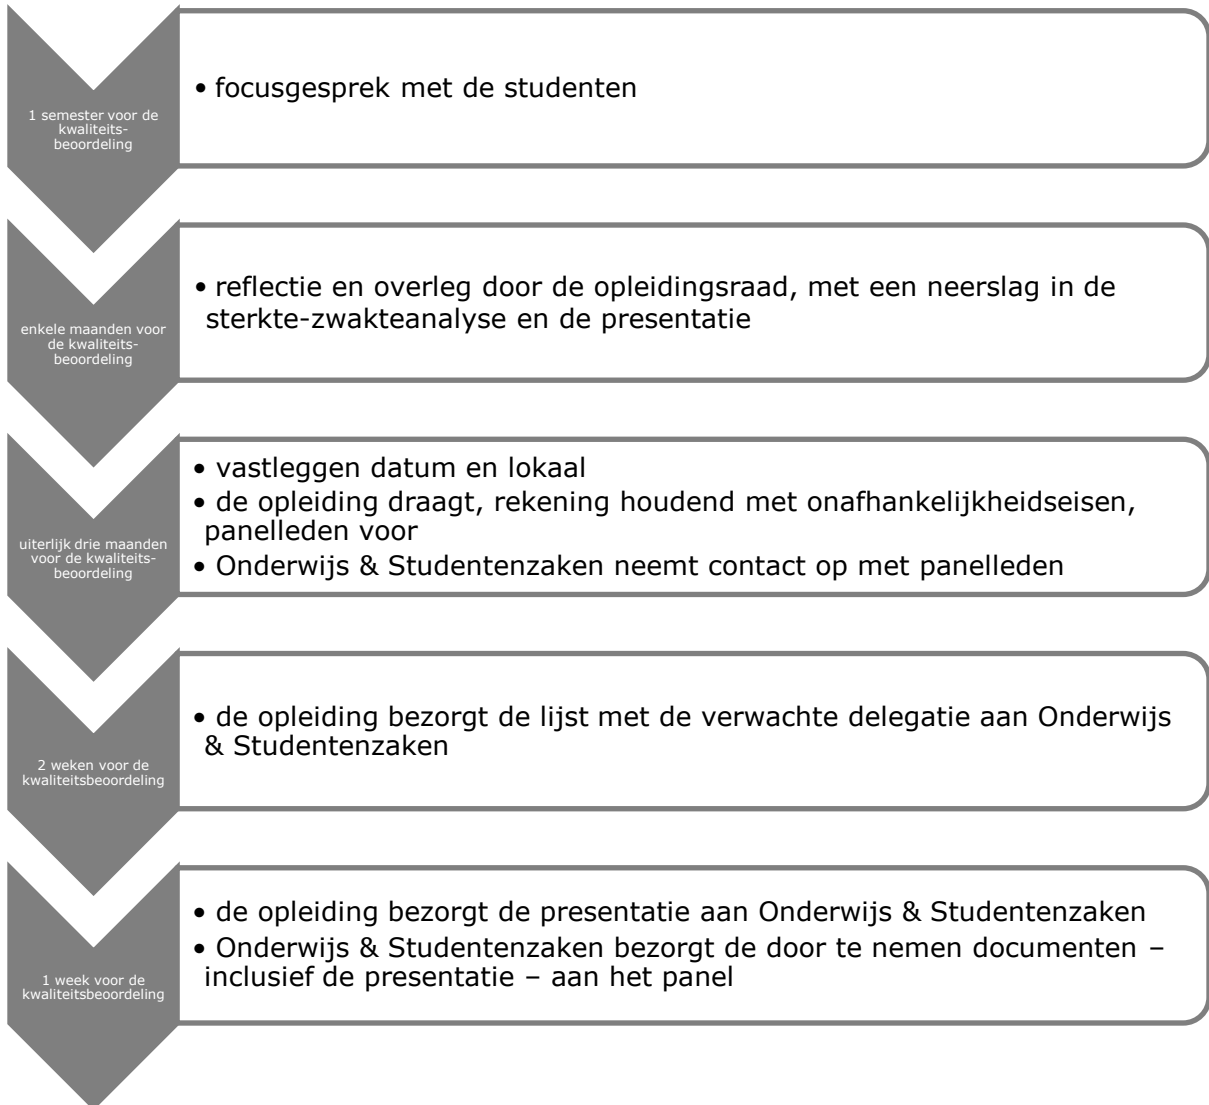 1 semester voor de
kwaliteits-
beoordeling
• focusgesprek met de studenten
enkele maanden voor
de kwaliteits-
beoordeling
• reflectie en overleg door de opleidingsraad, met een neerslag in de
sterkte-zwakteanalyse en de presentatie
uiterlijk drie maanden
voor de kwaliteits-
beoordeling
• vastleggen datum en lokaal
• de opleiding draagt, rekening houdend met onafhankelijkheidseisen,
panelleden voor
• Onderwijs & Studentenzaken neemt contact op met panelleden
2 weken voor de
kwaliteitsbeoordeling
• de opleiding bezorgt de lijst met de verwachte delegatie aan Onderwijs
& Studentenzaken
1 week voor de
kwaliteitsbeoordeling
• de opleiding bezorgt de presentatie aan Onderwijs & Studentenzaken
• Onderwijs & Studentenzaken bezorgt de door te nemen documenten –
inclusief de presentatie – aan het panel